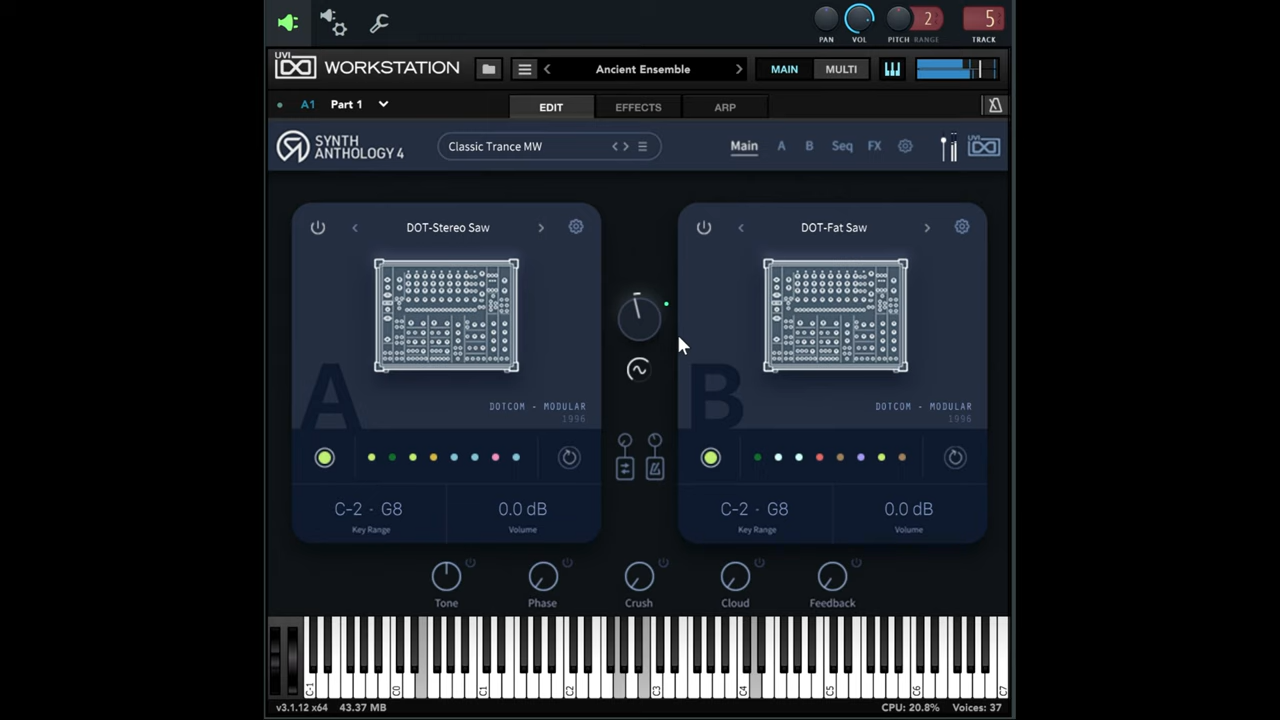 2
5
PAN VOL PITCH RANGE TRACK
UVI WORKSTATION Ancient Ensemble MAIN MULTI
A1 Part 1 EDIT EFFECTS ARP
SYNTH ANTHOLOGY 4 Classic Trance MW Main A B Seq FX UVI
DOT-Stereo Saw
A
DOTCOM - MODULAR
1996
C-2 - G8 0.0 dB
Key Range Volume
DOT-Fat Saw
B
DOTCOM - MODULAR
1996
C-2 - G8 0.0 dB
Key Range Volume
Tone Phase Crush Cloud Feedback
C-1 C0 C1 C2 C3 C4 C5 C6 C7
v3.1.12 x64 43.37 MB CPU: 20.8% Voices: 37